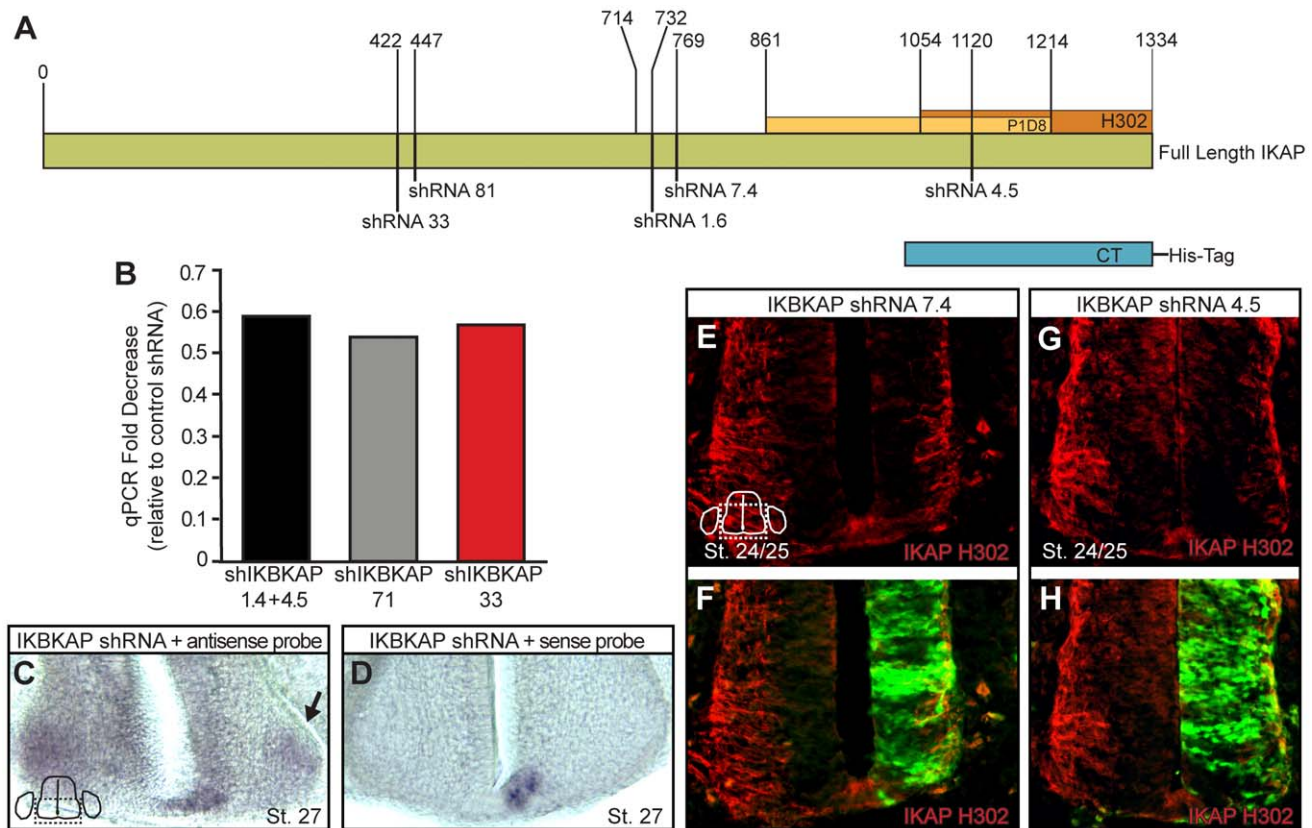 A
0
422
447
714
732
769
861
1054
1120
1214
1334
P1D8
H302
Full Length IKAP
shRNA 81
shRNA 7.4
shRNA 4.5
shRNA 33
shRNA 1.6
CT
His-Tag
B
qPCR Fold Decrease
(relative to control shRNA)
0.7
0.6
0.5
0.4
0.3
0.2
0.1
0
shIKBKAP
1.4+4.5
shIKBKAP
71
shIKBKAP
33
IKBKAP shRNA + antisense probe
C
St. 27
IKBKAP shRNA + sense probe
D
St. 27
IKBKAP shRNA 7.4
E
St. 24/25
IKAP H302
F
IKAP H302
IKBKAP shRNA 4.5
G
St. 24/25
IKAP H302
H
IKAP H302